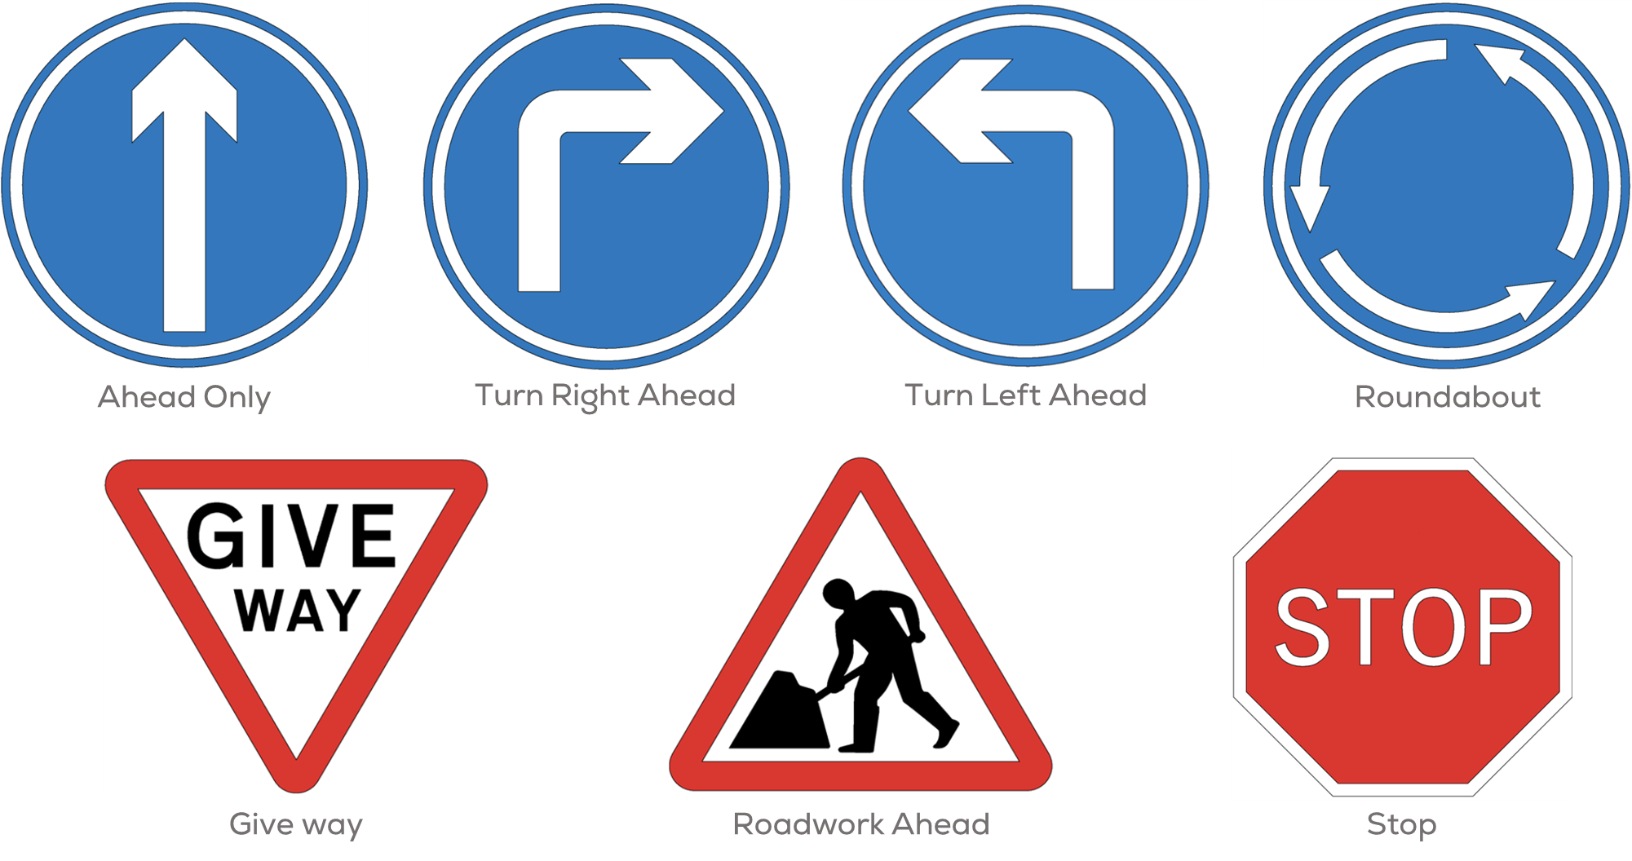 Ahead Only
Turn Right Ahead
Turn Left Ahead
Roundabout
GIVE
WAY
STOP
Give way
Roadwork Ahead
Stop